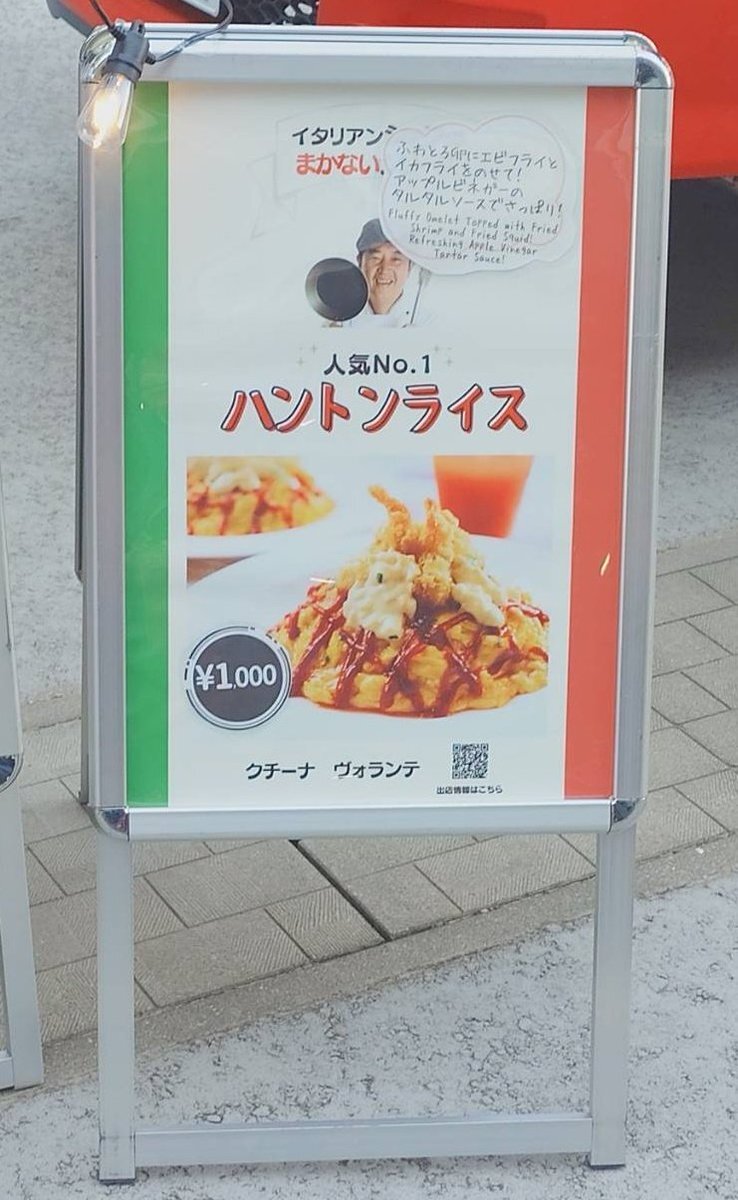 イタリアン
まかない
ふわとろ卵にエビフライと
イカフライをのせて!
アップルビネガーの
タルタルソースでさっぱり!
Fluffy Omelet Topped with Fried
Shrimp and Fried Squid!
Refreshing Apple Vinegar
Tartar Sauce!
人気No.1
ハントンライス
¥1,000
クチーナ ヴォランテ
出店情報はこちら